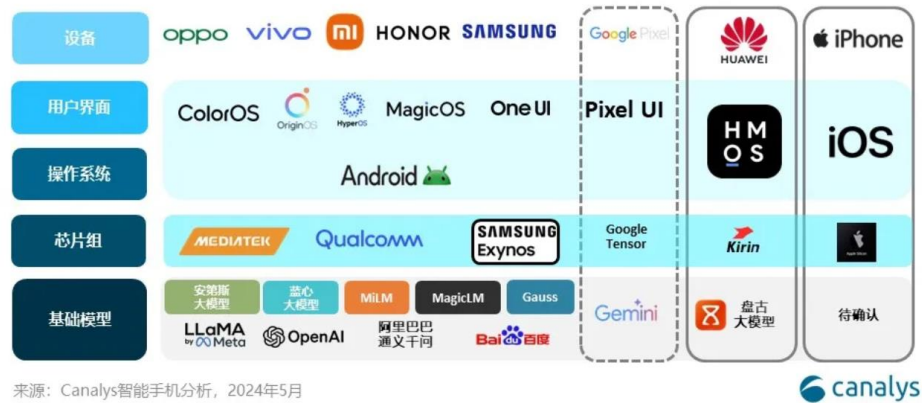 设备
oppo
vivo
mi
HONOR
SAMSUNG
Google Pixel
HUAWEI
iPhone
用户界面
ColorOS
OriginOS
HyperOS
MagicOS
One UI
Pixel UI
HM
OS
iOS
操作系统
Android
芯片组
MEDIATEK
Qualcomm
SAMSUNG
Exynos
Google
Tensor
Kirin
Apple Silicon
基础模型
安第斯
大模型
蓝心
大模型
MiLM
MagicLM
Gauss
Gemini
盘古
大模型
待确认
LLaMA
by Meta
OpenAI
阿里巴巴
通义千问
Baidu百度
来源：Canalys智能手机分析，2024年5月
canalys